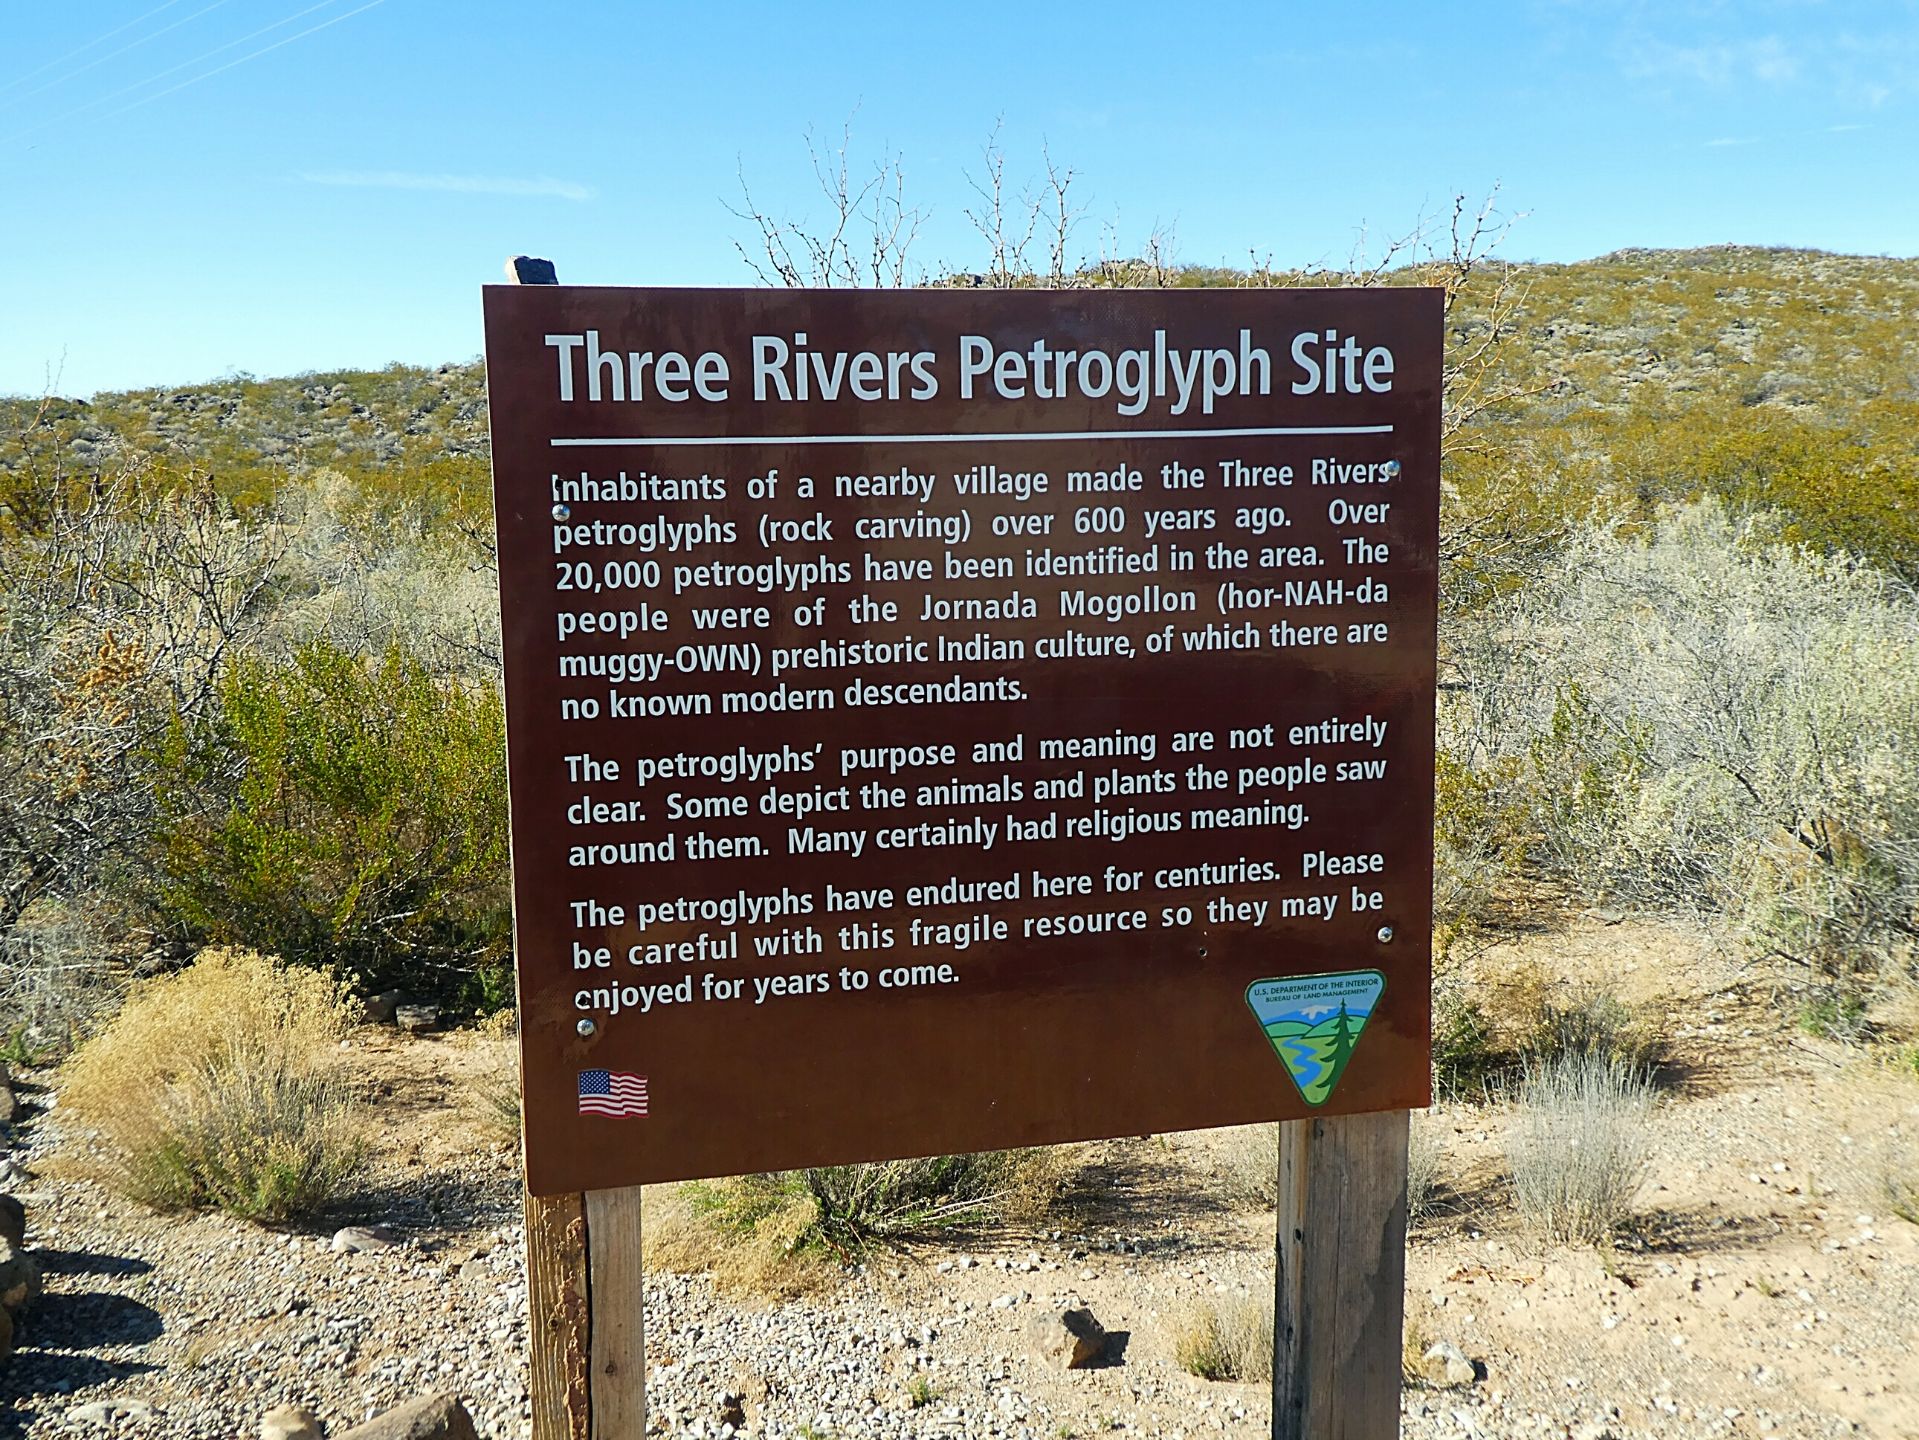 Three Rivers Petroglyph Site
Inhabitants of a nearby village made the Three Rivers
petroglyphs (rock carving) over 600 years ago. Over
20,000 petroglyphs have been identified in the area. The
people were of the Jornada Mogollon (hor-NAH-da
muggy-OWN) prehistoric Indian culture, of which there are
no known modern descendants.
The petroglyphs’ purpose and meaning are not entirely
clear. Some depict the animals and plants the people saw
around them. Many certainly had religious meaning.
The petroglyphs have endured here for centuries. Please
be careful with this fragile resource so they may be
enjoyed for years to come.
U.S. DEPARTMENT OF THE INTERIOR
BUREAU OF LAND MANAGEMENT